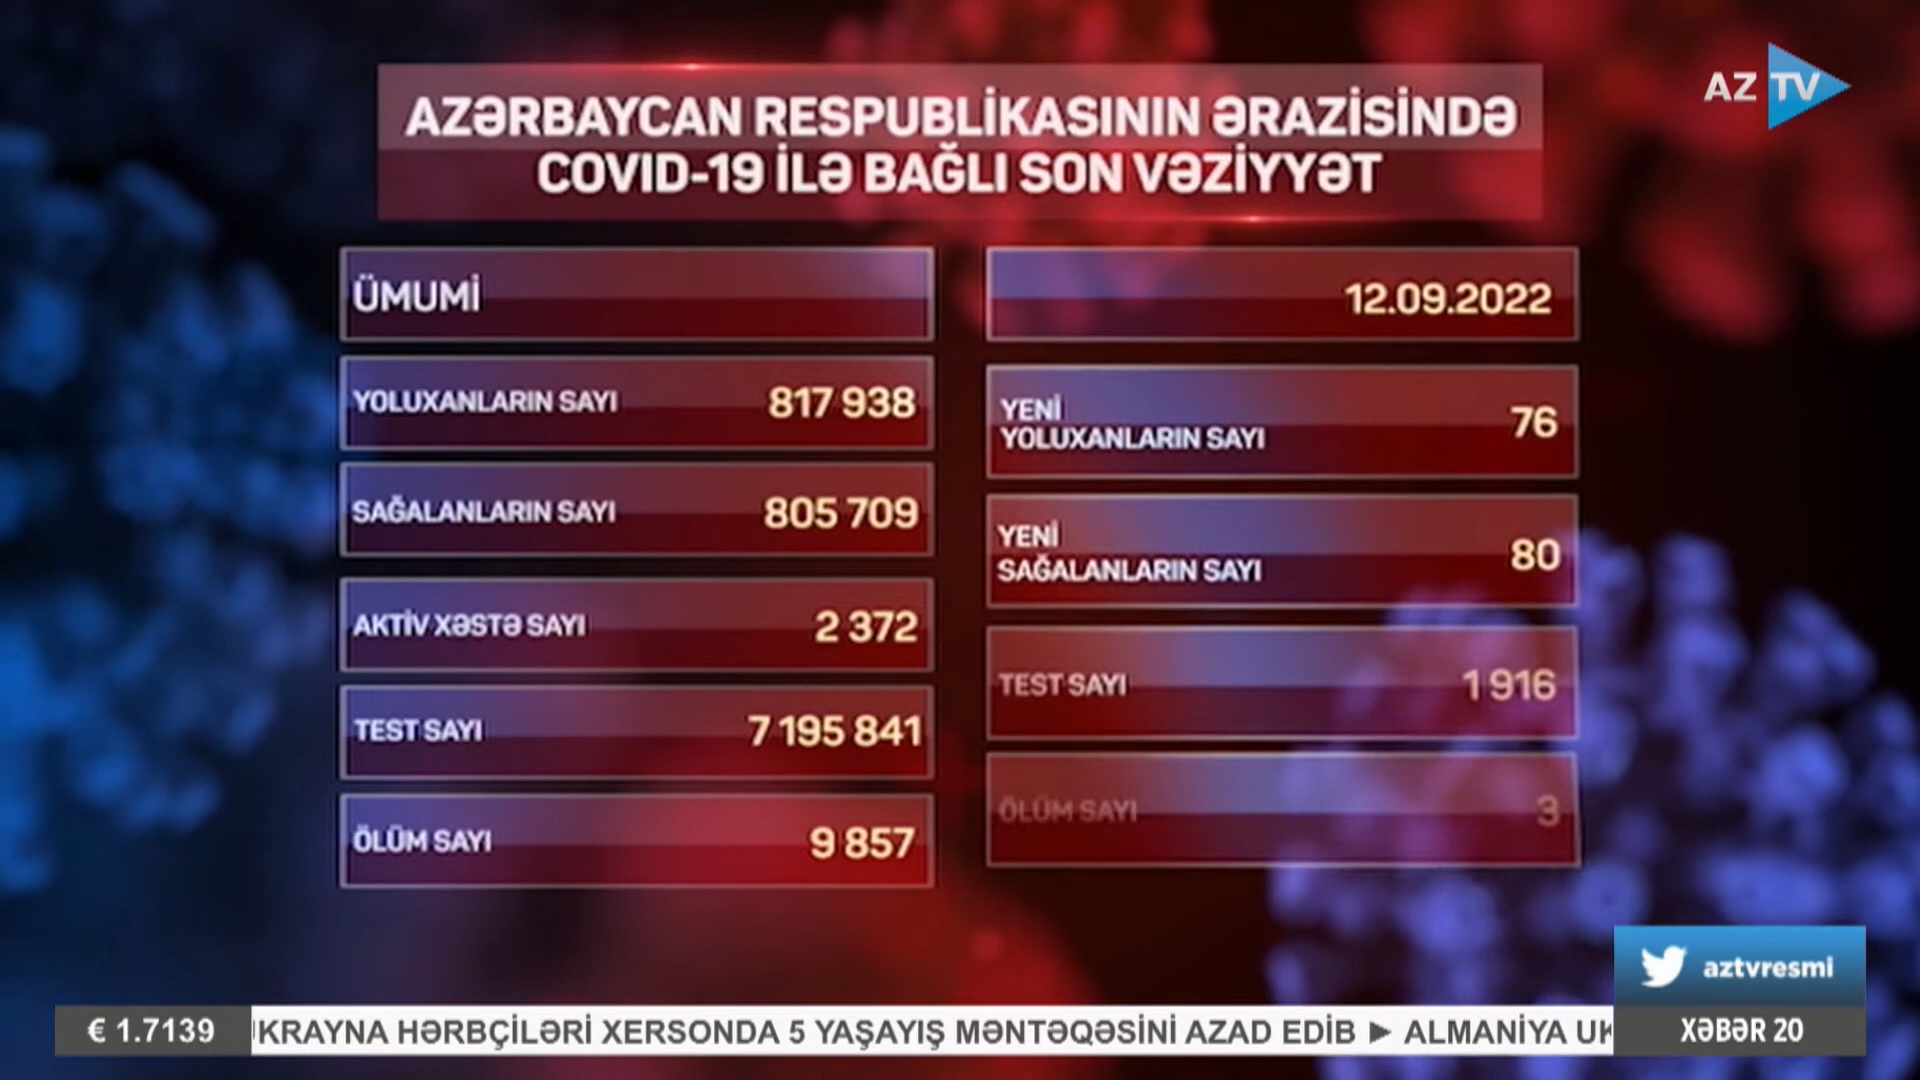 AZ TV
AZƏRBAYCAN RESPUBLİKASININ ƏRAZİSİNDƏ
COVID-19 İLƏ BAĞLI SON VƏZİYYƏT
ÜMUMİ
YOLUXANLARIN SAYI 817 938
SAĞALANLARIN SAYI 805 709
AKTİV XƏSTƏ SAYI 2 372
TEST SAYI 7 195 841
ÖLÜM SAYI 9 857
12.09.2022
YENİ
YOLUXANLARIN SAYI 76
YENİ
SAĞALANLARIN SAYI 80
TEST SAYI 1 916
ÖLÜM SAYI 3
aztvresmi
€ 1.7139
KRAYNA HƏRBÇİLƏRİ XERSONDA 5 YAŞAYIŞ MƏNTƏQƏSİNİ AZAD EDİB ► ALMANİYA UK
XƏBƏR 20